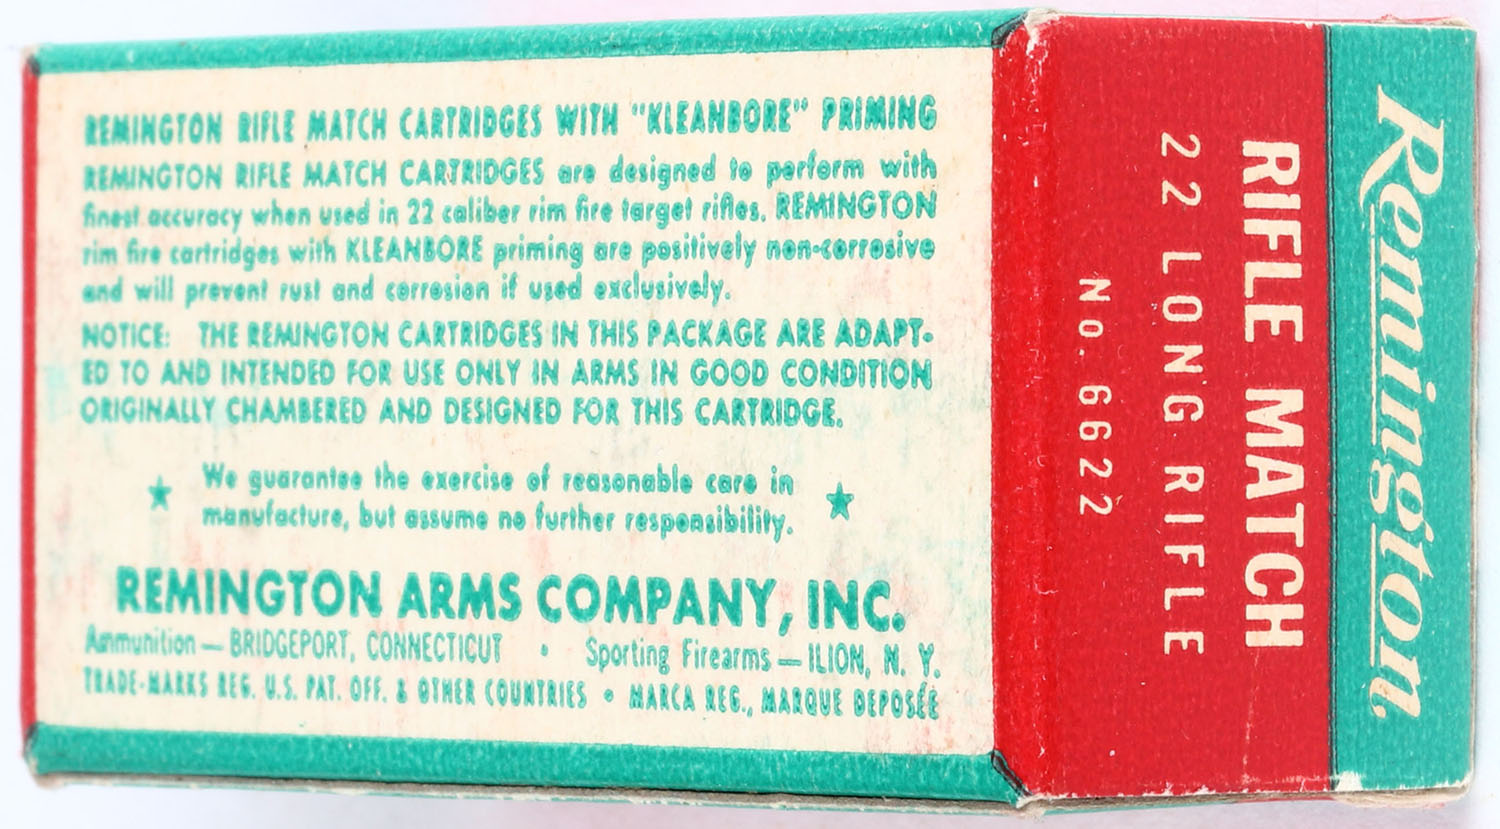 REMINGTON RIFLE MATCH CARTRIDGES WITH "KLEANBORE" PRIMING
REMINGTON RIFLE MATCH CARTRIDGES are designed to perform with
finest accuracy when used in 22 caliber rim fire target rifles. REMINGTON
rim fire cartridges with KLEANBORE priming are positively non-corrosive
and will prevent rust and corrosion if used exclusively.
NOTICE: THE REMINGTON CARTRIDGES IN THIS PACKAGE ARE ADAPT-
ED TO AND INTENDED FOR USE ONLY IN ARMS IN GOOD CONDITION
ORIGINALLY CHAMBERED AND DESIGNED FOR THIS CARTRIDGE.
★ We guarantee the exercise of reasonable care in ★
manufacture, but assume no further responsibility.
REMINGTON ARMS COMPANY, INC.
Ammunition — BRIDGEPORT, CONNECTICUT • Sporting Firearms — ILION, N. Y.
TRADE-MARKS REG. U.S. PAT. OFF. & OTHER COUNTRIES • MARCA REG., MARQUE DEPOSÉE
Remington.
RIFLE MATCH
22 LONG RIFLE
No. 6622